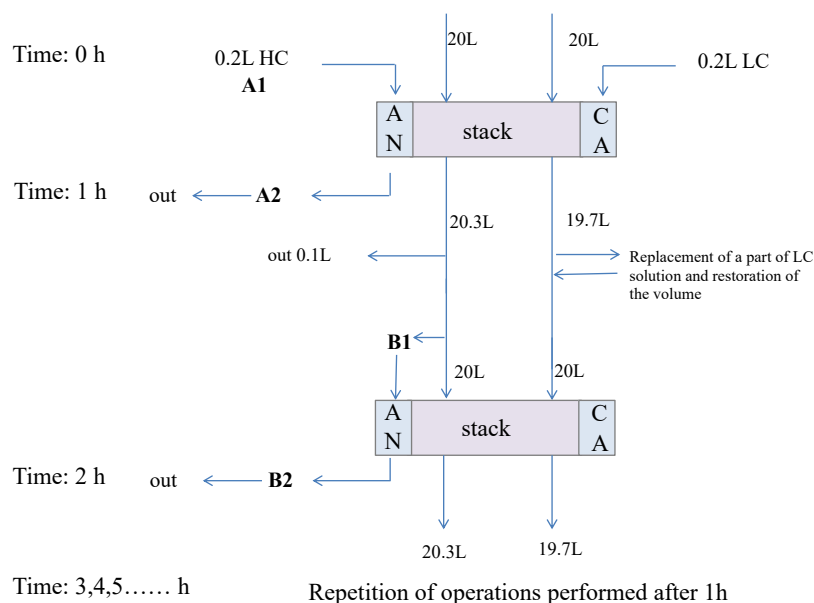 20L
20L
Time: 0 h
0.2L HC
0.2L LC
A1
A
N
stack
C
A
Time: 1 h
out
A2
20.3L
19.7L
out 0.1L
Replacement of a part of LC
solution and restoration of
the volume
B1
20L
20L
A
N
stack
C
A
Time: 2 h
out
B2
20.3L
19.7L
Time: 3,4,5…… h
Repetition of operations performed after 1h